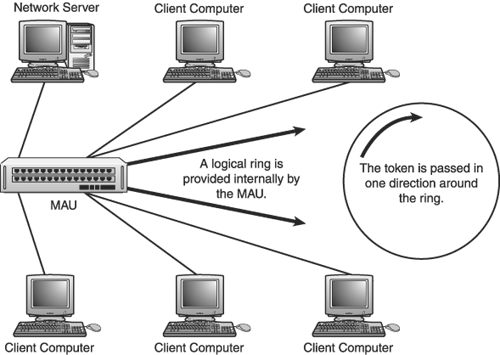 Network Server
Client Computer
Client Computer
A logical ring is
provided internally by
the MAU.
The token is passed in
one direction around
the ring.
MAU
Client Computer
Client Computer
Client Computer